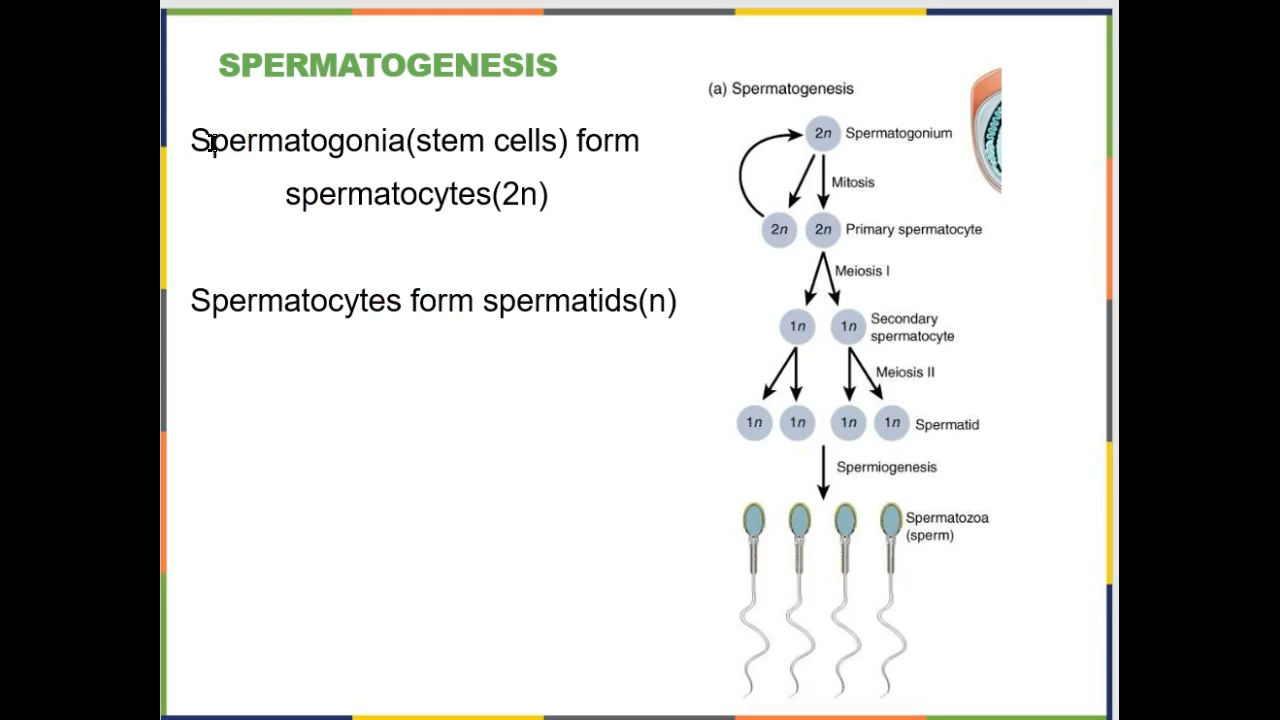 SPERMATOGENESIS
Spermatogonia(stem cells) form
spermatocytes(2n)
Spermatocytes form spermatids(n)
(a) Spermatogenesis
2n Spermatogonium
Mitosis
2n 2n Primary spermatocyte
Meiosis I
1n 1n Secondary
spermatocyte
Meiosis II
1n 1n 1n 1n Spermatid
Spermiogenesis
Spermatozoa
(sperm)